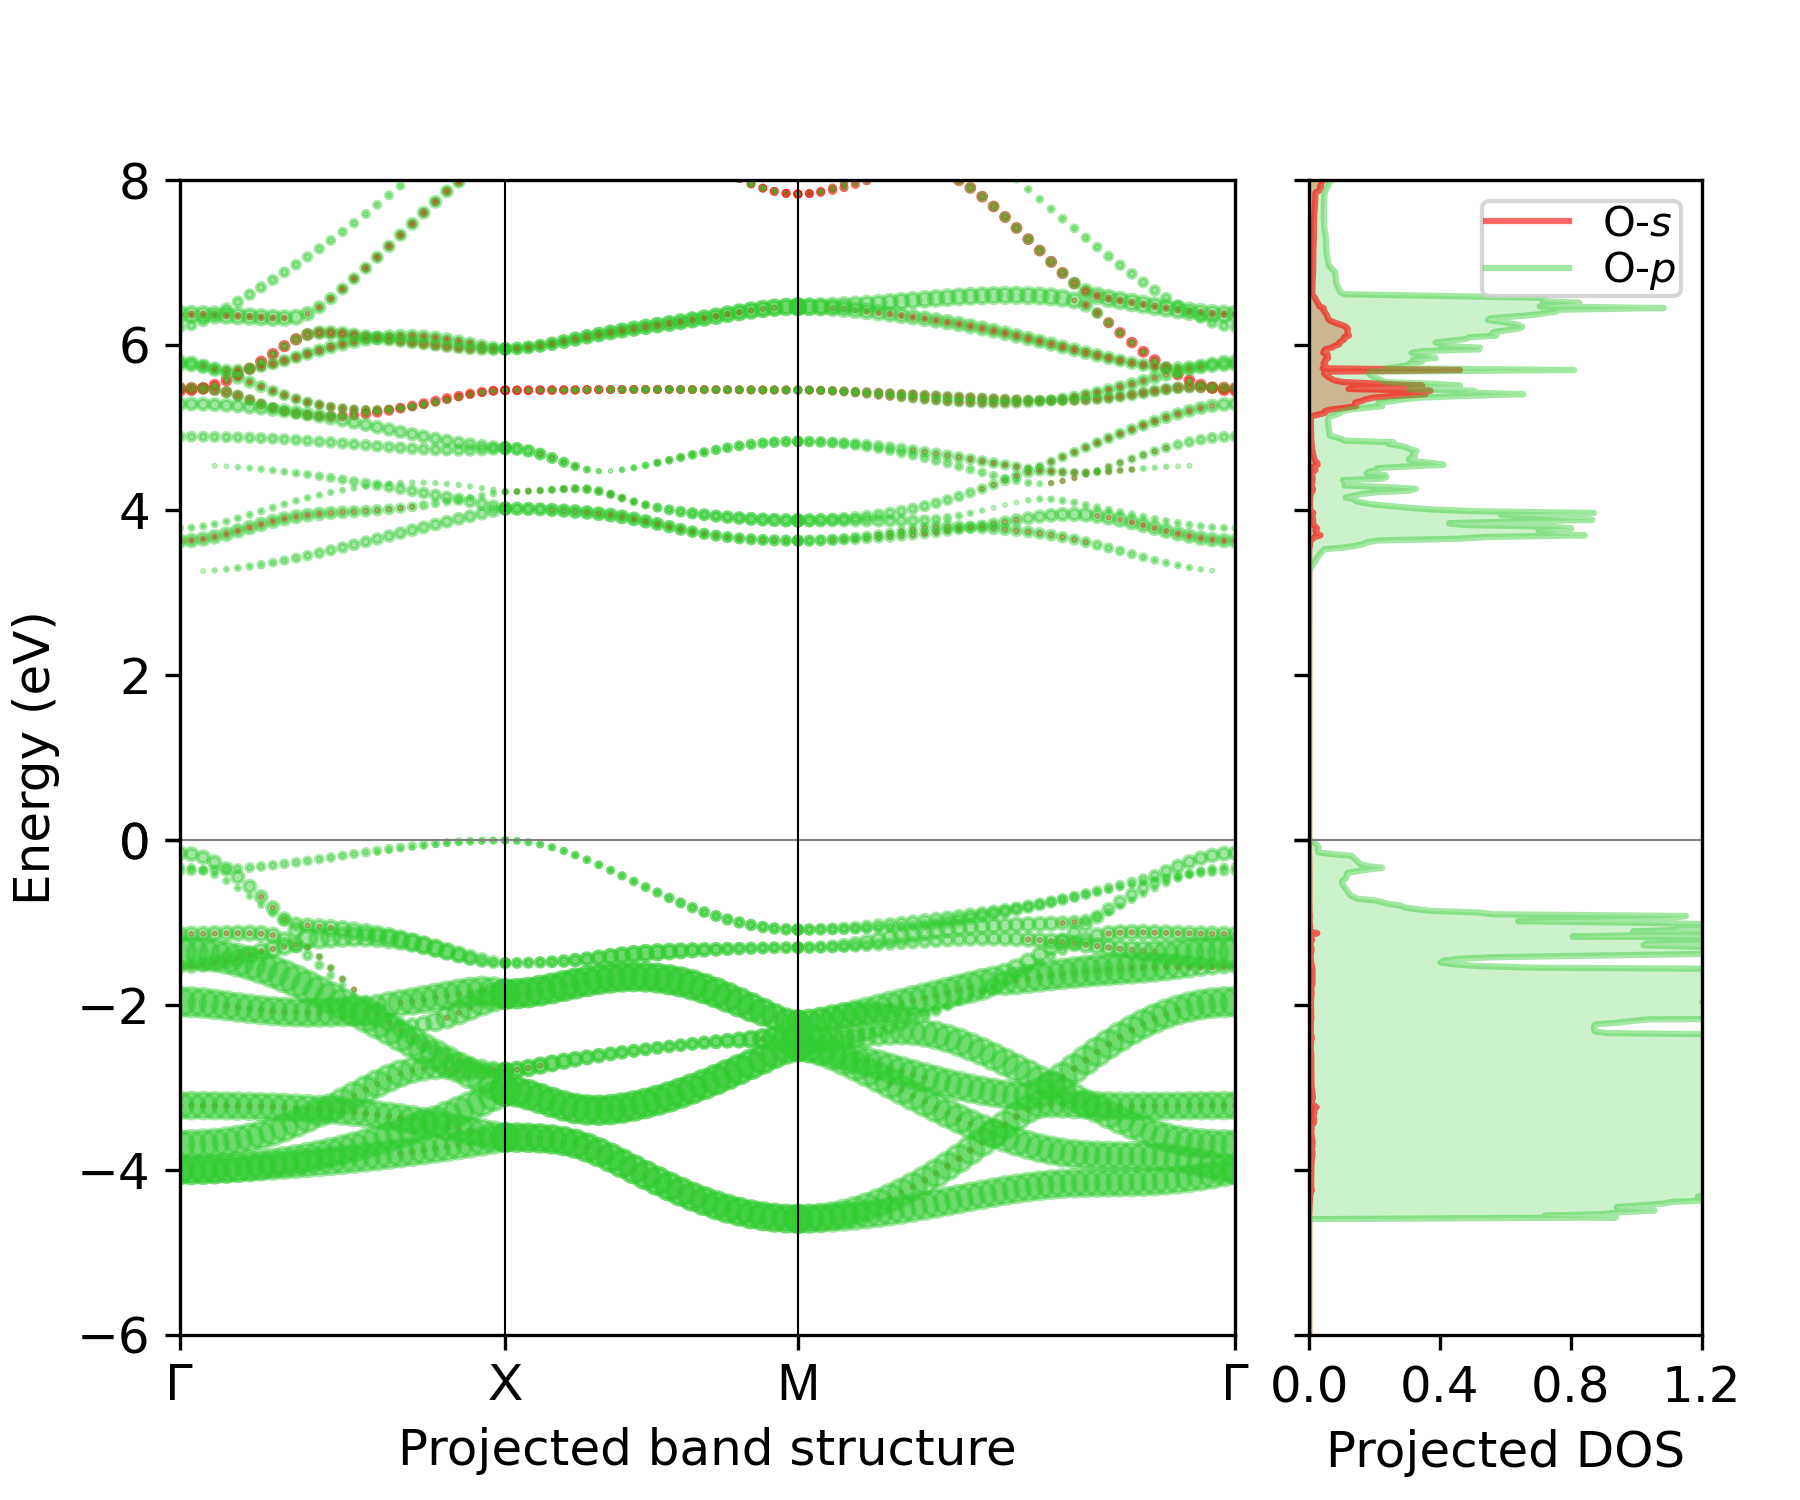 8
6
4
2
0
−2
−4
−6
Energy (eV)
Γ
X
M
Γ
Projected band structure
O-s
O-p
0.0
0.4
0.8
1.2
Projected DOS